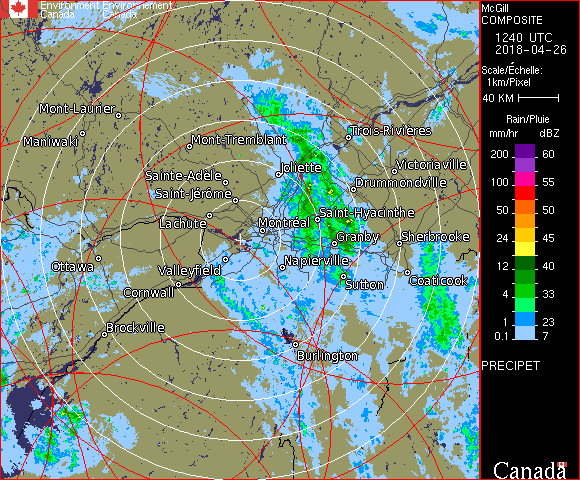 Environment Environnement
Canada Canada
McGill
COMPOSITE
1240 UTC
2018-04-26
Scale/Échelle:
1km/Pixel
40 KM
Rain/Pluie
mm/hr dBZ
200 60
100 55
50 50
24 45
12 40
4 33
1 23
0.1 7
PRECIPET
Canada
Mont-Laurier
Maniwaki
Mont-Tremblant
Trois-Rivières
Joliette
Victoriaville
Sainte-Adèle
Drummondville
Saint-Jérôme
Lachute
Saint-Hyacinthe
Montréal
Granby
Sherbrooke
Ottawa
Valleyfield
Napierville
Cornwall
Sutton
Coaticook
Brockville
Burlington